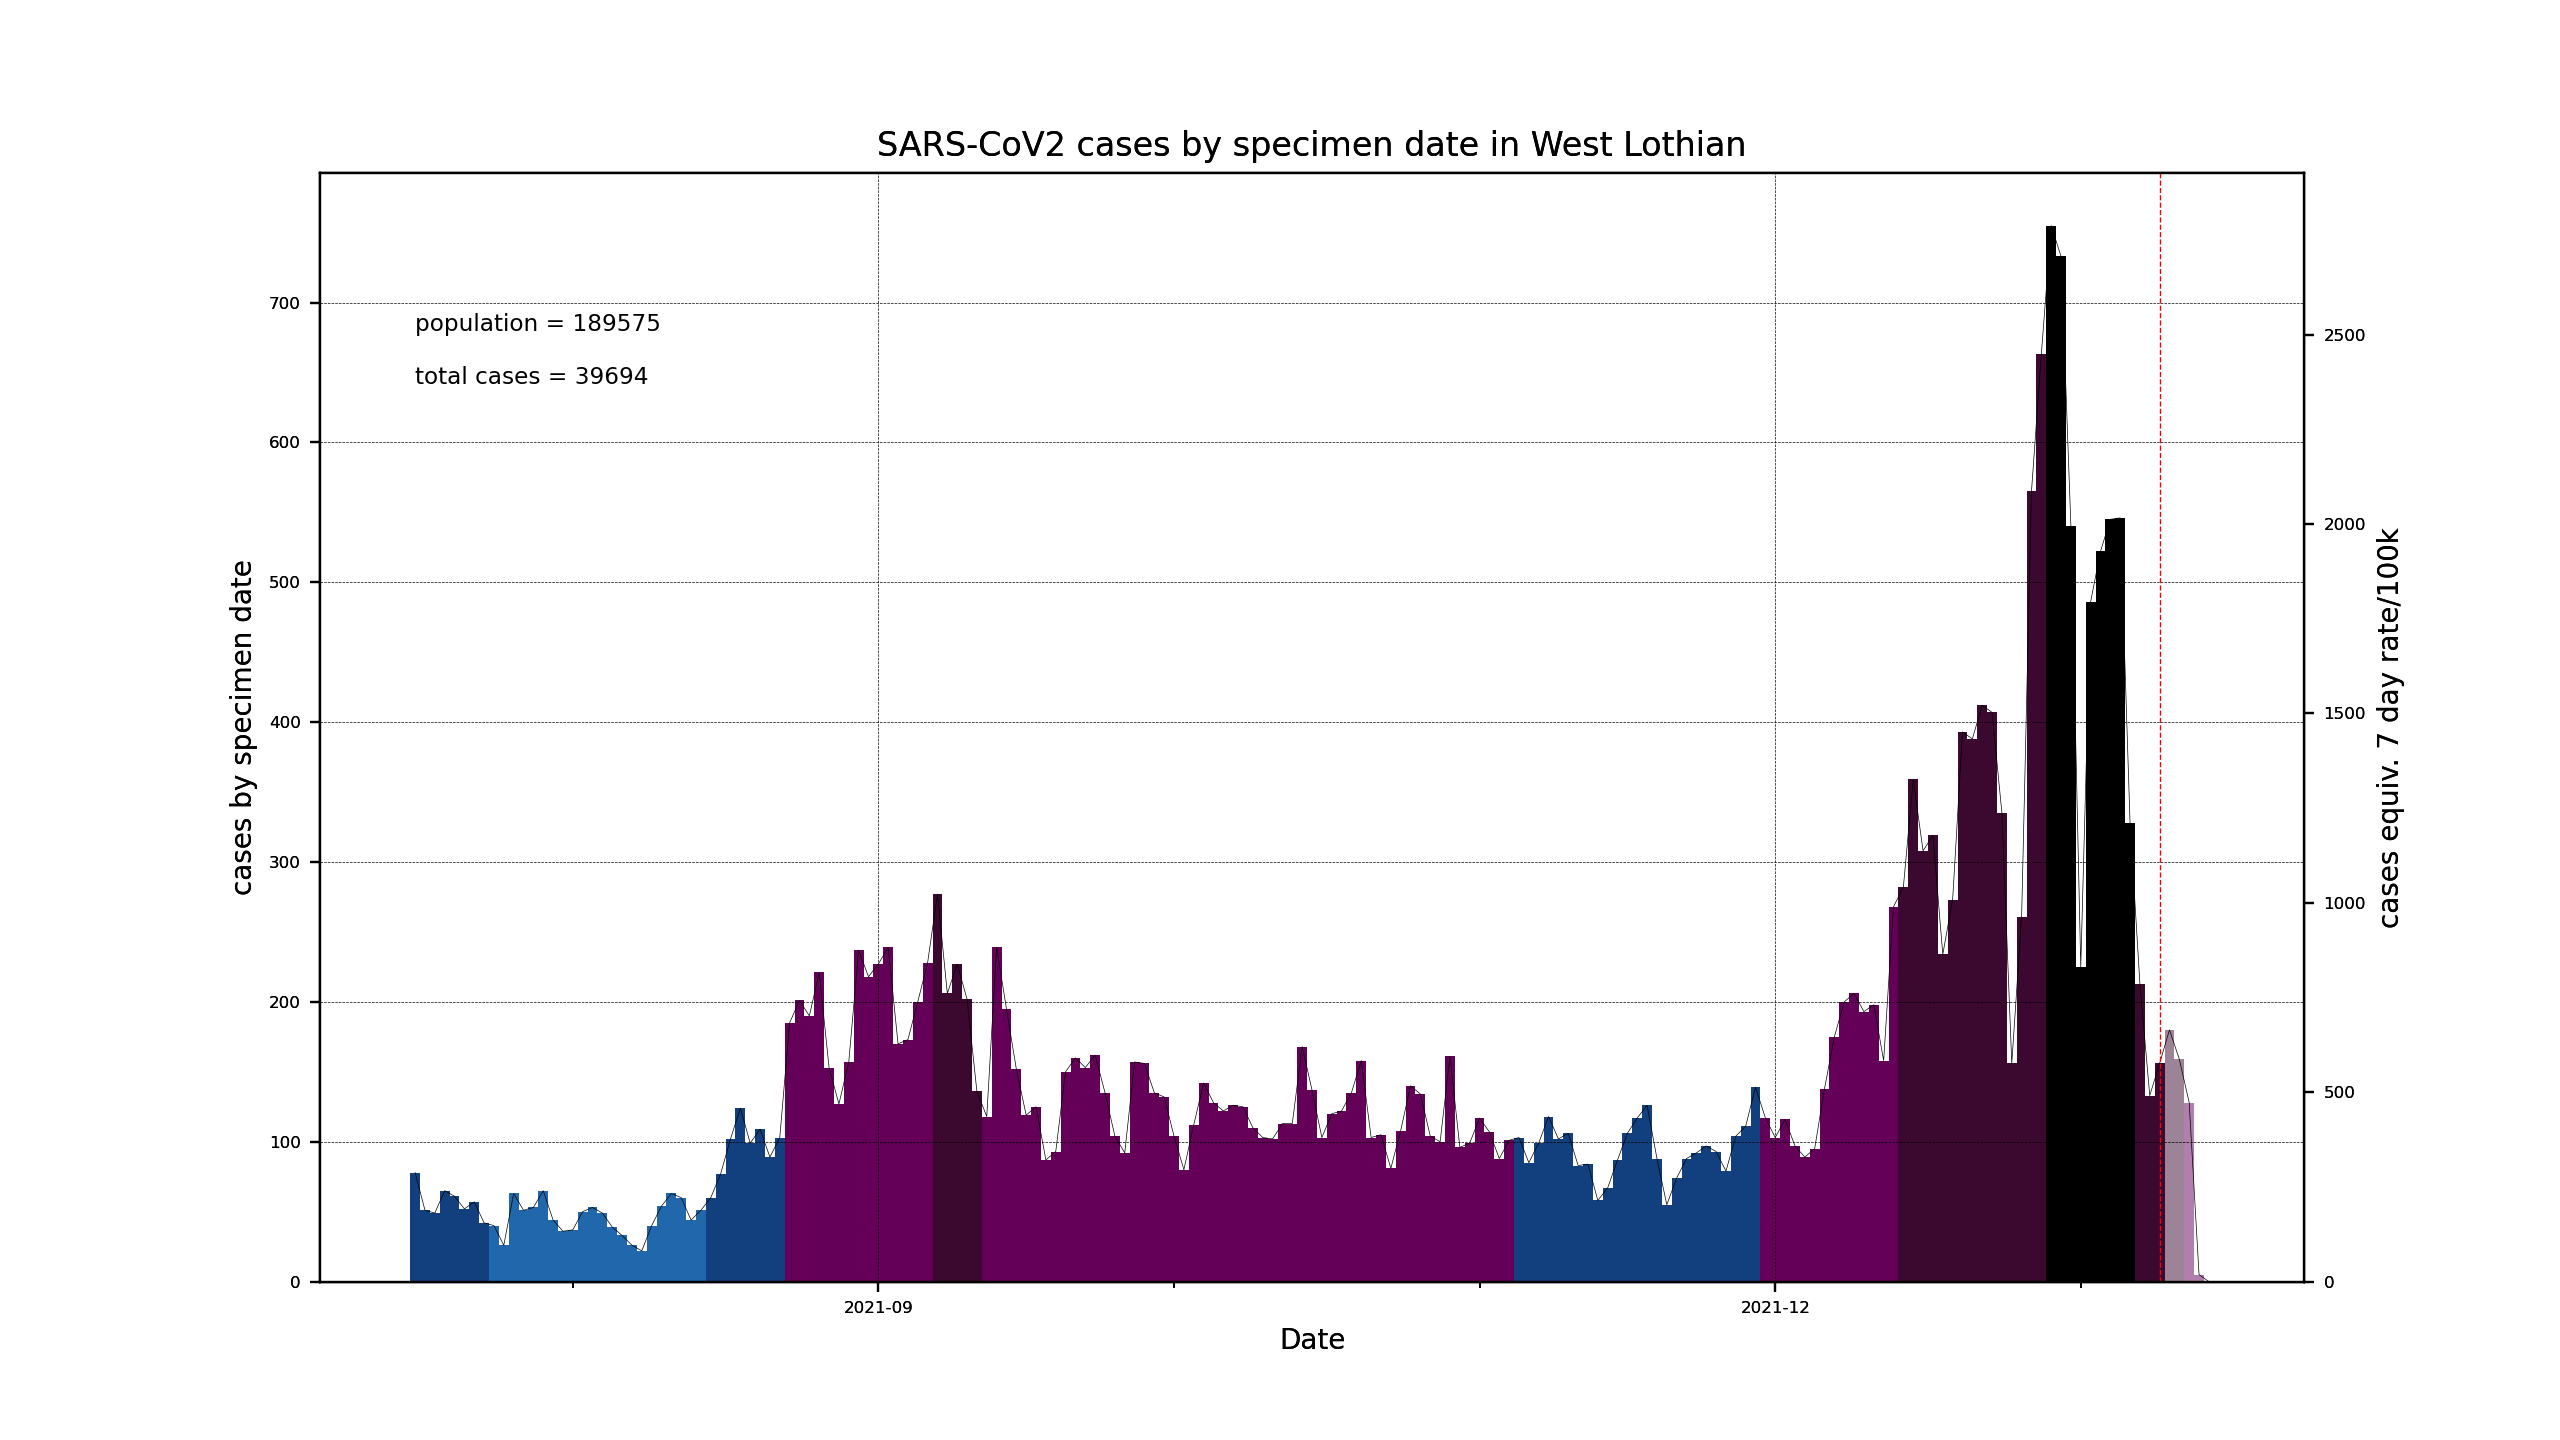 SARS-CoV2 cases by specimen date in West Lothian
population = 189575
total cases = 39694
cases by specimen date
700
600
500
400
300
200
100
0
2500
2000
1500
1000
500
0
cases equiv. 7 day rate/100k
2021-09
2021-12
Date